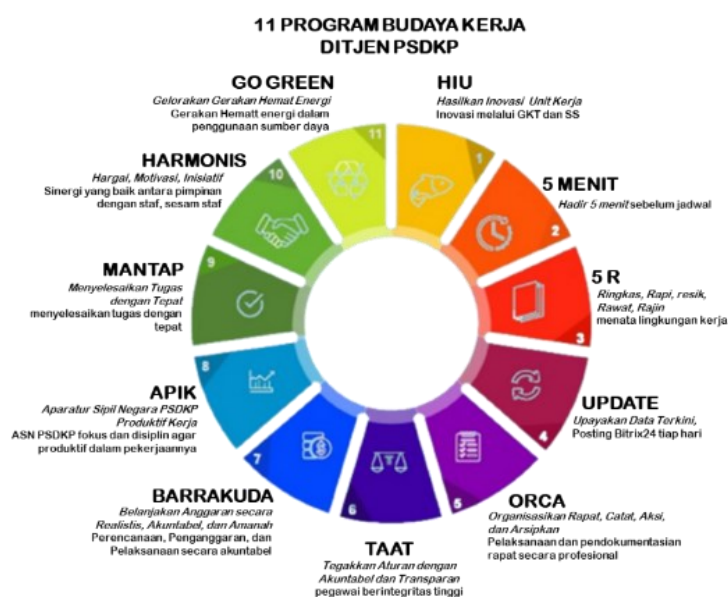 11 PROGRAM BUDAYA KERJA
DITJEN PSDKP
HIU
Hasilkan Inovasi Unit Kerja
Inovasi melalui GKT dan SS
1
5 MENIT
Hadir 5 menit sebelum jadwal
2
5 R
Ringkas, Rapi, resik,
Rawat, Rajin
menata lingkungan kerja
3
UPDATE
Upayakan Data Terkini,
Posting Bitrix24 tiap hari
4
ORCA
Organisasikan Rapat, Catat, Aksi,
dan Arsipkan
Pelaksanaan dan pendokumentasian
rapat secara profesional
5
TAAT
Tegakkan Aturan dengan
Akuntabel dan Transparan
pegawai berintegritas tinggi
6
BARRAKUDA
Belanjakan Anggaran secara
Realistis, Akuntabel, dan Amanah
Perencanaan, Penganggaran, dan
Pelaksanaan secara akuntabel
7
APIK
Aparatur Sipil Negara PSDKP
Produktif Kerja
ASN PSDKP fokus dan disiplin agar
produktif dalam pekerjaannya
8
MANTAP
Menyelesaikan Tugas
dengan Tepat
menyelesaikan tugas dengan
tepat
9
HARMONIS
Hargai, Motivasi, Inisiatif
Sinergi yang baik antara pimpinan
dengan staf, sesam staf
10
GO GREEN
Gelorakan Gerakan Hemat Energi
Gerakan Hematt energi dalam
penggunaan sumber daya
11